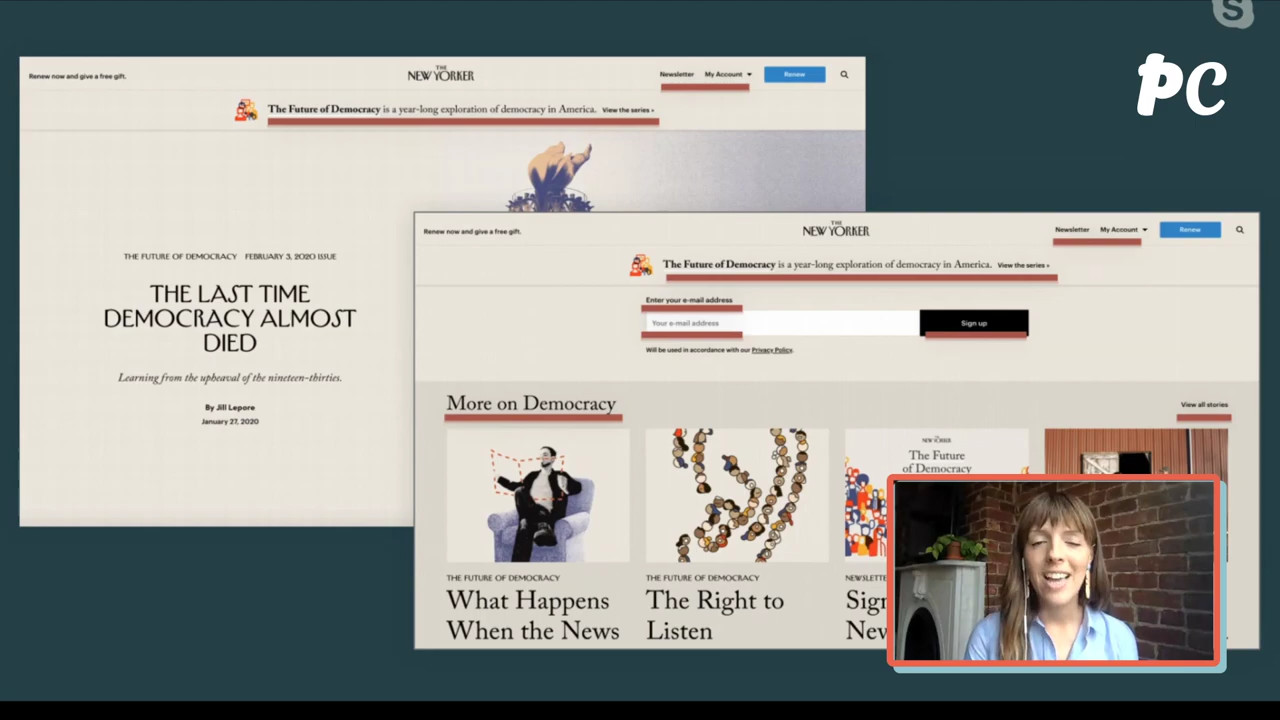 S
PC
Renew now and give a free gift.
THE
NEW YORKER
Newsletter
My Account
Renew
The Future of Democracy is a year-long exploration of democracy in America. View the series »
THE FUTURE OF DEMOCRACY FEBRUARY 3, 2020 ISSUE
THE LAST TIME
DEMOCRACY ALMOST
DIED
Learning from the upheaval of the nineteen-thirties.
By Jill Lepore
January 27, 2020
Renew now and give a free gift.
THE
NEW YORKER
Newsletter
My Account
Renew
The Future of Democracy is a year-long exploration of democracy in America. View the series »
Enter your e-mail address
Your e-mail address
Sign up
Will be used in accordance with our Privacy Policy.
More on Democracy
View all stories
NEW YORKER
The Future
of Democracy
THE FUTURE OF DEMOCRACY
What Happens
When the News
THE FUTURE OF DEMOCRACY
The Right to
Listen
NEWSLETTE
Sign
New